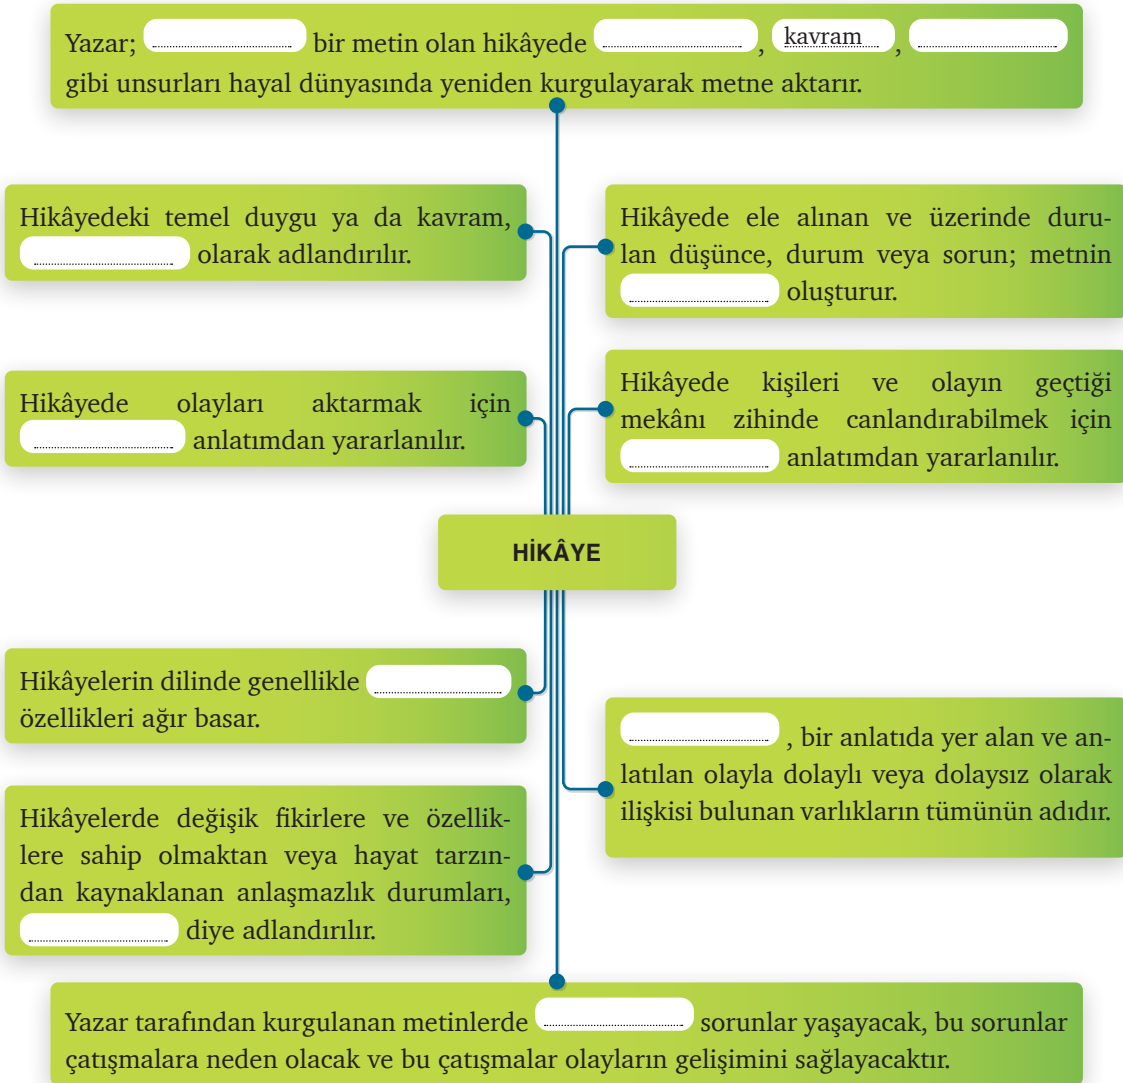 Yazar; ........................ bir metin olan hikâyede ........................, kavram, ........................
gibi unsurları hayal dünyasında yeniden kurgulayarak metne aktarır.
Hikâyedeki temel duygu ya da kavram,
........................ olarak adlandırılır.
Hikâyede ele alınan ve üzerinde duru-
lan düşünce, durum veya sorun; metnin
........................ oluşturur.
Hikâyede olayları aktarmak için
........................ anlatımdan yararlanılır.
Hikâyede kişileri ve olayın geçtiği
mekânı zihinde canlandırabilmek için
........................ anlatımdan yararlanılır.
HİKÂYE
Hikâyelerin dilinde genellikle ........................
özellikleri ağır basar.
........................ , bir anlatıda yer alan ve an-
latılan olayla dolaylı veya dolaysız olarak
ilişkisi bulunan varlıkların tümünün adıdır.
Hikâyelerde değişik fikirlere ve özellik-
lere sahip olmaktan veya hayat tarzın-
dan kaynaklanan anlaşmazlık durumları,
........................ diye adlandırılır.
Yazar tarafından kurgulanan metinlerde ........................ sorunlar yaşayacak, bu sorunlar
çatışmalara neden olacak ve bu çatışmalar olayların gelişimini sağlayacaktır.